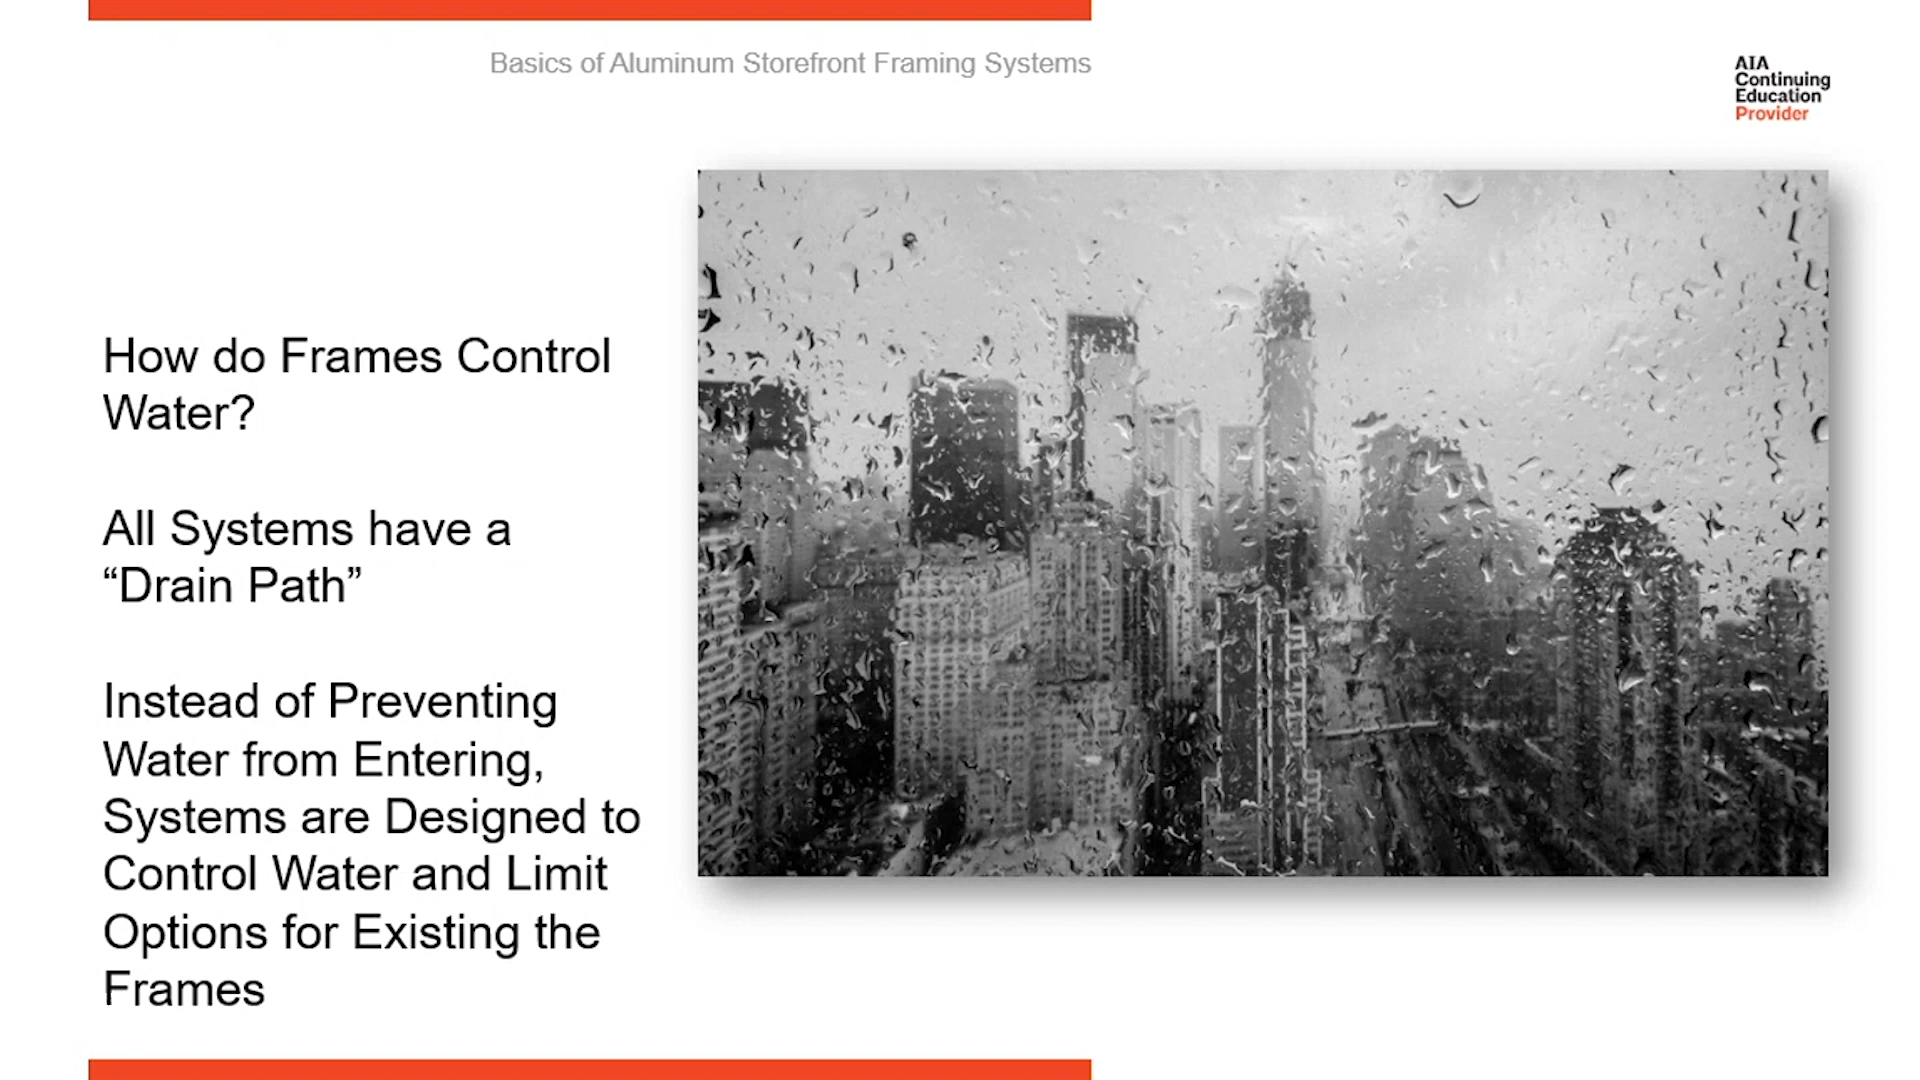 Basics of Aluminum Storefront Framing Systems
AIA
Continuing
Education
Provider
How do Frames Control
Water?
All Systems have a
“Drain Path”
Instead of Preventing
Water from Entering,
Systems are Designed to
Control Water and Limit
Options for Existing the
Frames